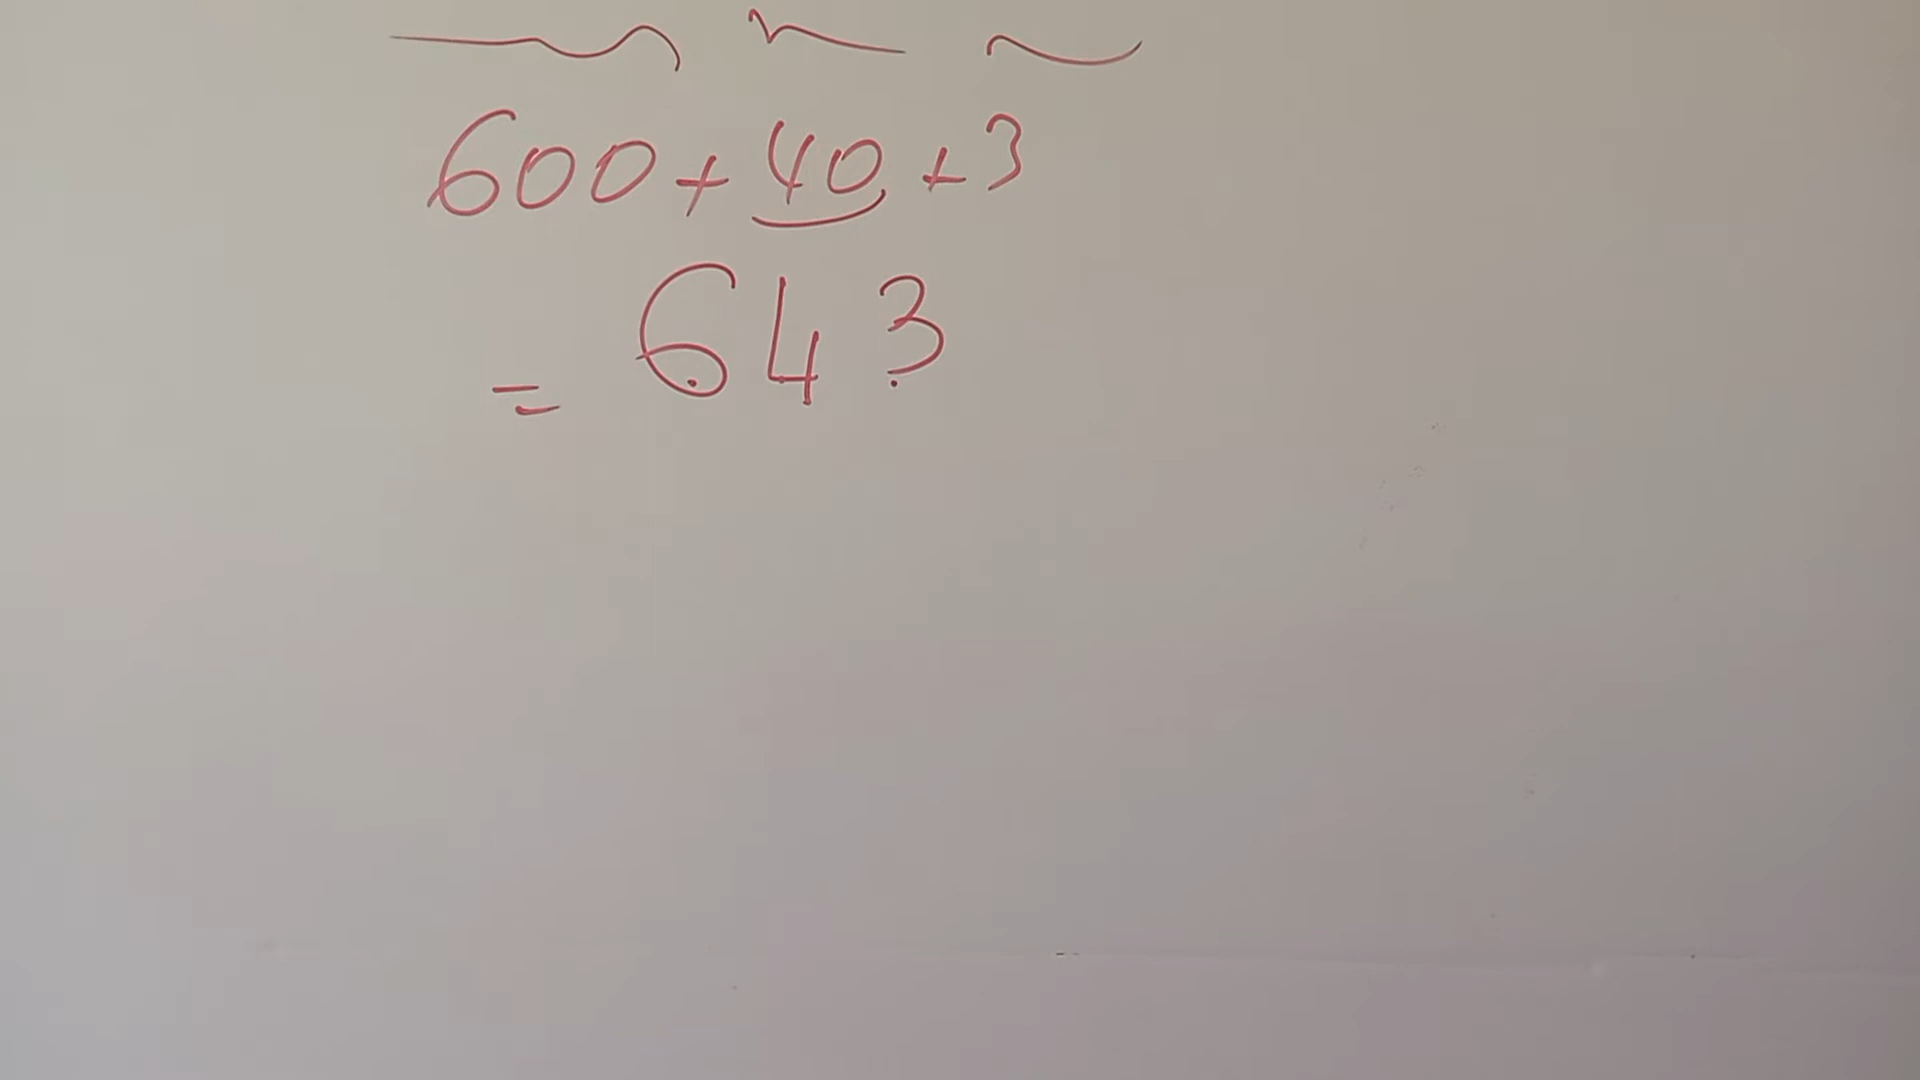 600 + 40 + 3
= 643